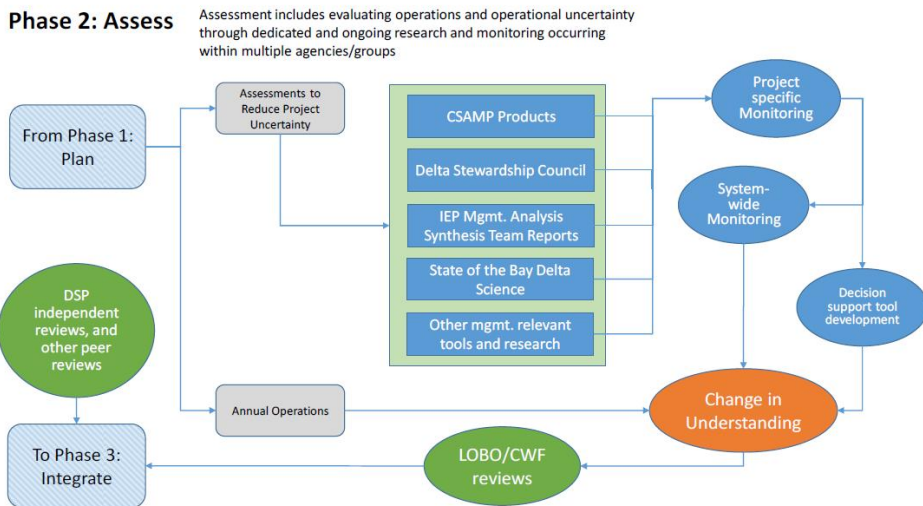 Phase 2: Assess
Assessment includes evaluating operations and operational uncertainty
through dedicated and ongoing research and monitoring occurring
within multiple agencies/groups
From Phase 1:
Plan
Assessments to
Reduce Project
Uncertainty
CSAMP Products
Delta Stewardship Council
IEP Mgmt. Analysis
Synthesis Team Reports
State of the Bay Delta
Science
Other mgmt. relevant
tools and research
Project
specific
Monitoring
System-
wide
Monitoring
Decision
support tool
development
DSP
independent
reviews, and
other peer
reviews
Annual Operations
Change in
Understanding
To Phase 3:
Integrate
LOBO/CWF
reviews